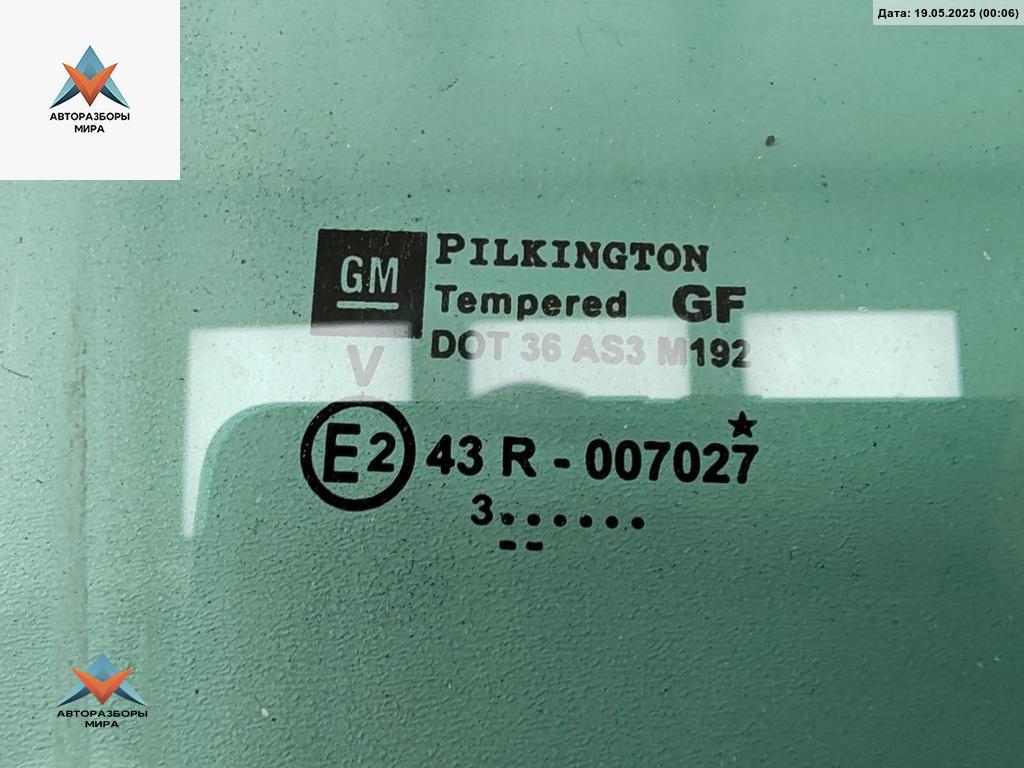 Дата: 19.05.2025 (00:06)
АВТОРАЗБОРЫ
МИРА
GM
PILKINGTON
Tempered GF
DOT 36 AS3 M192
V
E2 43 R - 007027
3......
--
АВТОРАЗБОРЫ
МИРА